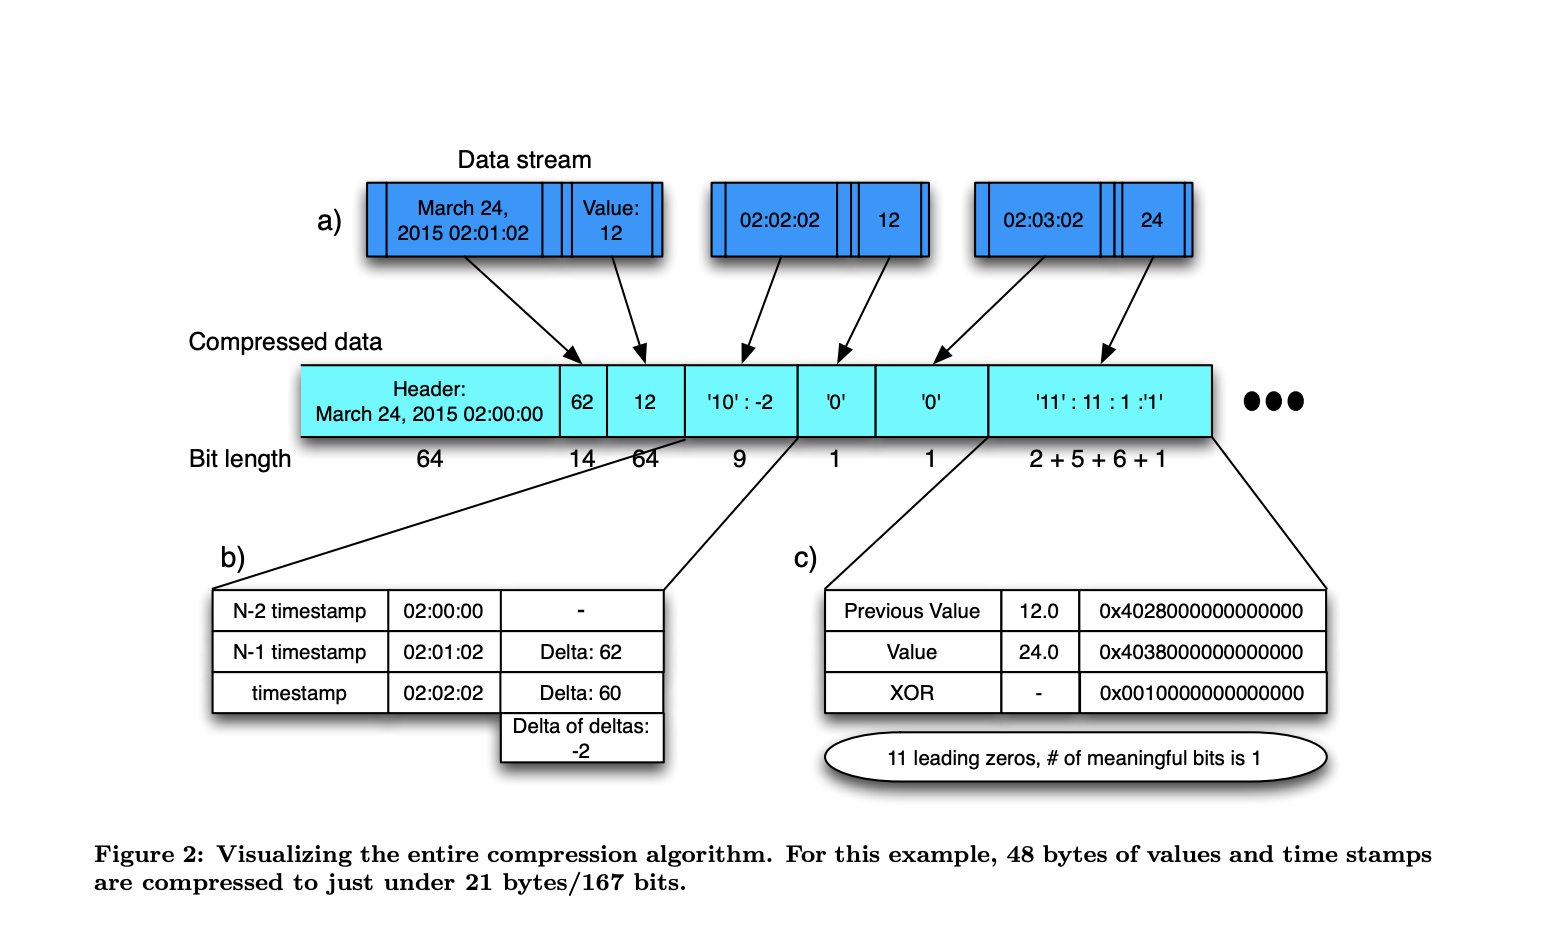 Data stream
a)
March 24,
2015 02:01:02
Value:
12
02:02:02
12
02:03:02
24
Compressed data
Header:
March 24, 2015 02:00:00
62
12
'10' : -2
'0'
'0'
'11' : 11 : 1 :'1'
Bit length
64
14
64
9
1
1
2 + 5 + 6 + 1
b)
N-2 timestamp
02:00:00
-
N-1 timestamp
02:01:02
Delta: 62
timestamp
02:02:02
Delta: 60
Delta of deltas:
-2
c)
Previous Value
12.0
0x4028000000000000
Value
24.0
0x4038000000000000
XOR
-
0x0010000000000000
11 leading zeros, # of meaningful bits is 1
Figure 2: Visualizing the entire compression algorithm. For this example, 48 bytes of values and time stamps
are compressed to just under 21 bytes/167 bits.